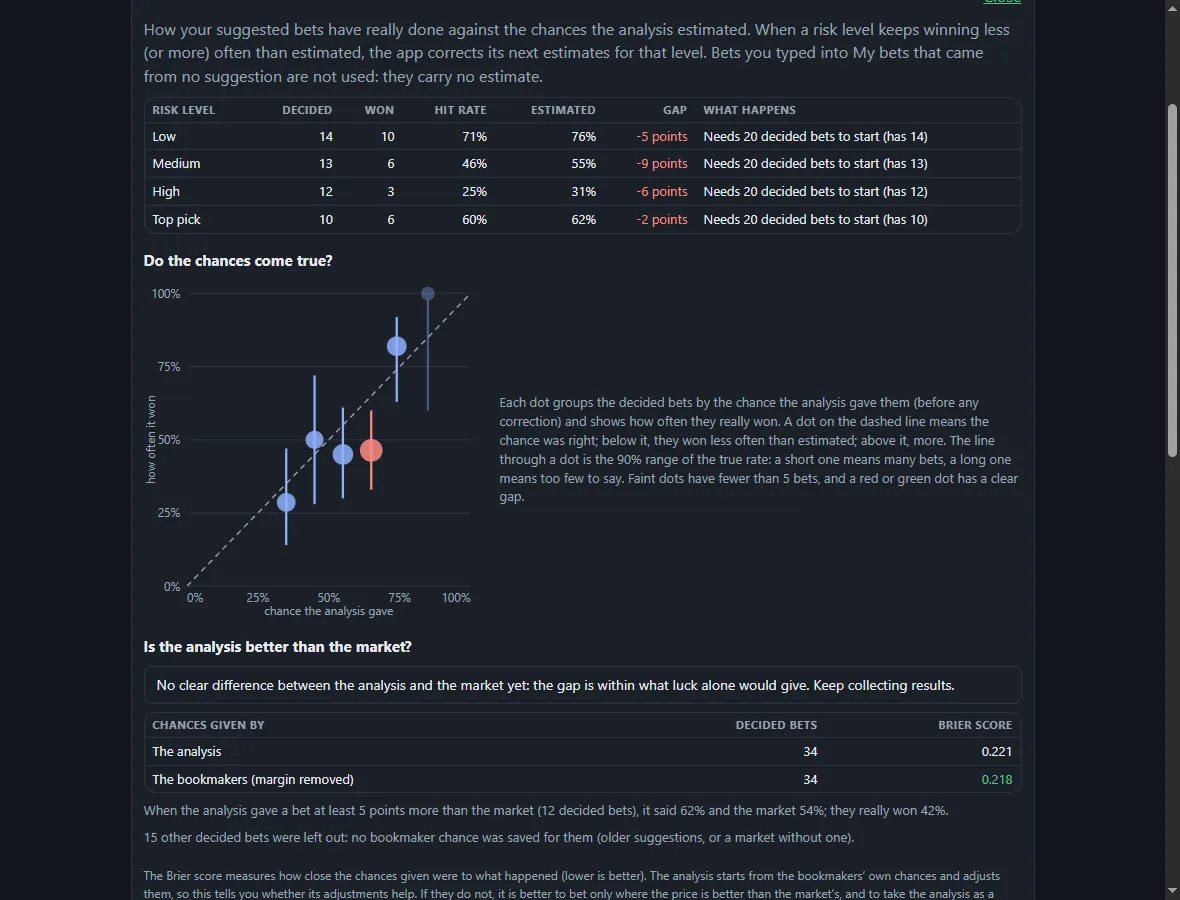 Close
How your suggested bets have really done against the chances the analysis estimated. When a risk level keeps winning less
(or more) often than estimated, the app corrects its next estimates for that level. Bets you typed into My bets that came
from no suggestion are not used: they carry no estimate.
RISK LEVEL DECIDED WON HIT RATE ESTIMATED GAP WHAT HAPPENS
Low 14 10 71% 76% -5 points Needs 20 decided bets to start (has 14)
Medium 13 6 46% 55% -9 points Needs 20 decided bets to start (has 13)
High 12 3 25% 31% -6 points Needs 20 decided bets to start (has 12)
Top pick 10 6 60% 62% -2 points Needs 20 decided bets to start (has 10)
Do the chances come true?
100%
75%
50%
25%
0%
how often it won
0% 25% 50% 75% 100%
chance the analysis gave
Each dot groups the decided bets by the chance the analysis gave them (before any
correction) and shows how often they really won. A dot on the dashed line means the
chance was right; below it, they won less often than estimated; above it, more. The line
through a dot is the 90% range of the true rate: a short one means many bets, a long one
means too few to say. Faint dots have fewer than 5 bets, and a red or green dot has a clear
gap.
Is the analysis better than the market?
No clear difference between the analysis and the market yet: the gap is within what luck alone would give. Keep collecting results.
CHANCES GIVEN BY DECIDED BETS BRIER SCORE
The analysis 34 0.221
The bookmakers (margin removed) 34 0.218
When the analysis gave a bet at least 5 points more than the market (12 decided bets), it said 62% and the market 54%; they really won 42%.
15 other decided bets were left out: no bookmaker chance was saved for them (older suggestions, or a market without one).
The Brier score measures how close the chances given were to what happened (lower is better). The analysis starts from the bookmakers' own chances and adjusts
them, so this tells you whether its adjustments help. If they do not, it is better to bet only where the price is better than the market's, and to take the analysis as a